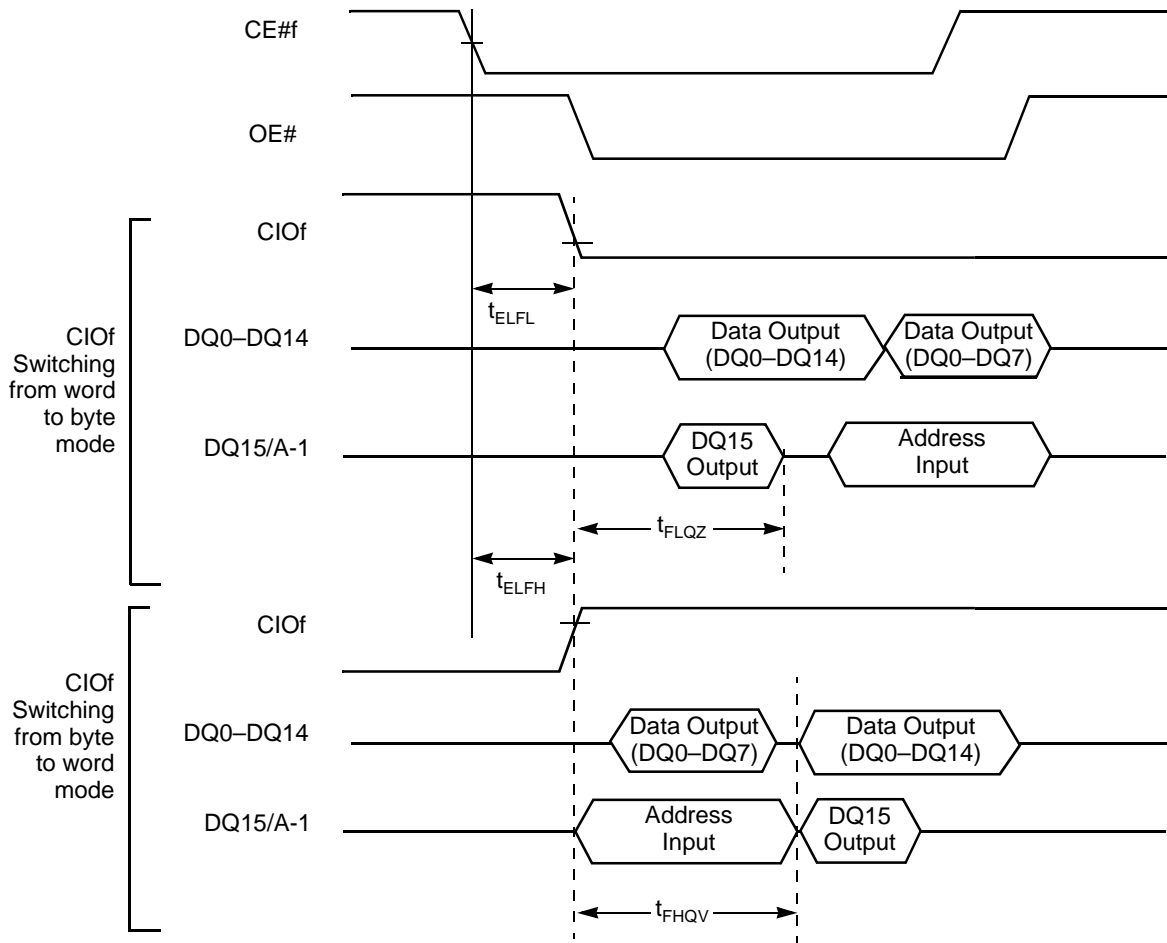 CE#f
OE#
CIOf
tELFL
CIOf
Switching
from word
to byte
mode
DQ0–DQ14
Data Output
(DQ0–DQ14)
Data Output
(DQ0–DQ7)
DQ15/A-1
DQ15
Output
Address
Input
tFLQZ
tELFH
CIOf
CIOf
Switching
from byte
to word
mode
DQ0–DQ14
Data Output
(DQ0–DQ7)
Data Output
(DQ0–DQ14)
DQ15/A-1
Address
Input
DQ15
Output
tFHQV